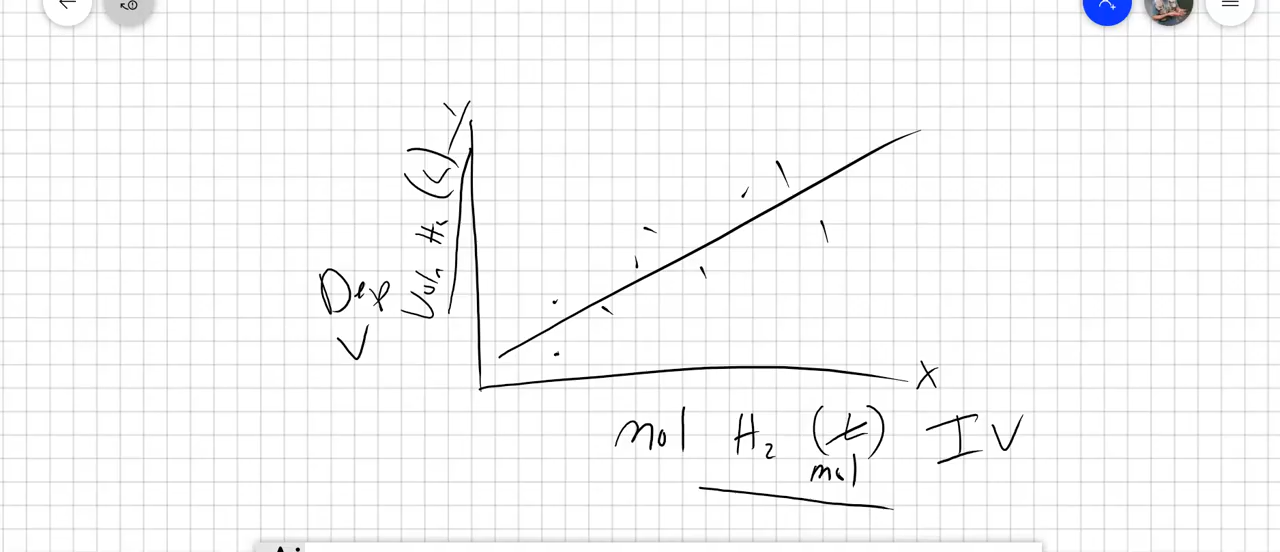 Y
Dep
V
Vol H₂ (L)
X
mol H₂ (L) IV
mol